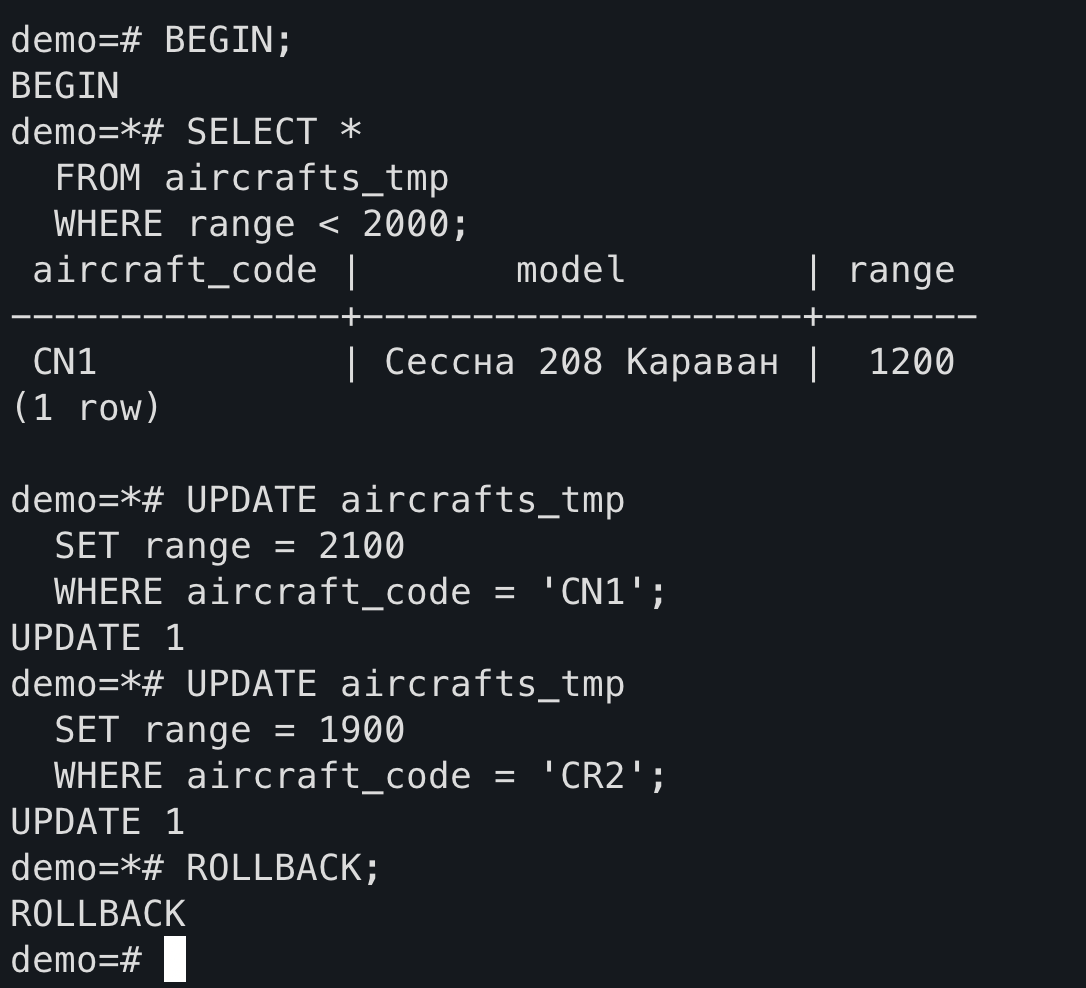 demo=# BEGIN;
BEGIN
demo=*# SELECT *
  FROM aircrafts_tmp
  WHERE range < 2000;
 aircraft_code |       model        | range
---------------+--------------------+-------
 CN1           | Сессна 208 Караван |  1200
(1 row)

demo=*# UPDATE aircrafts_tmp
  SET range = 2100
  WHERE aircraft_code = 'CN1';
UPDATE 1
demo=*# UPDATE aircrafts_tmp
  SET range = 1900
  WHERE aircraft_code = 'CR2';
UPDATE 1
demo=*# ROLLBACK;
ROLLBACK
demo=#